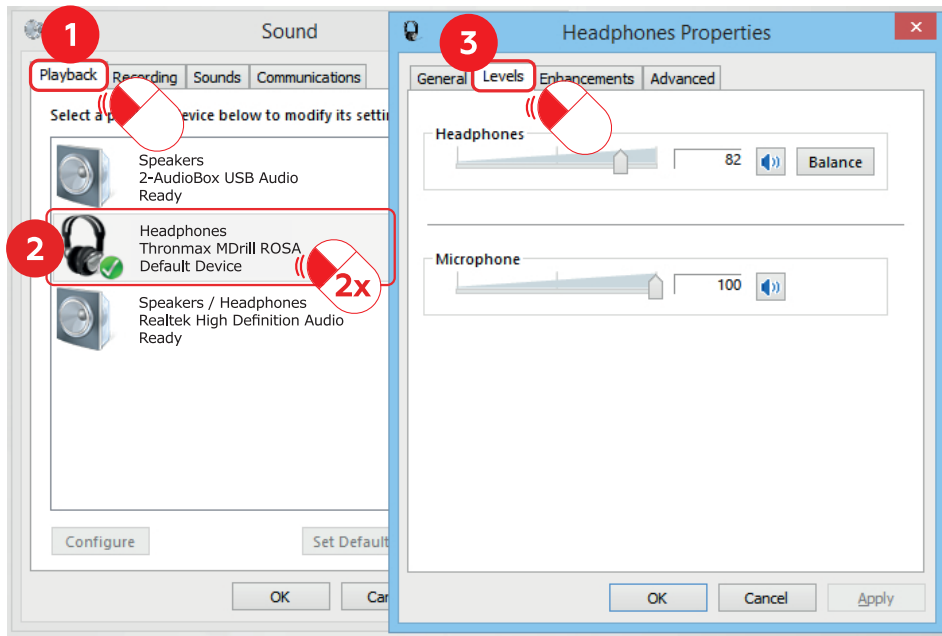 1
Sound
Playback
Recording
Sounds
Communications
Select a p evice below to modify its setti
Speakers
2-AudioBox USB Audio
Ready
2
Headphones
Thronmax MDrill ROSA
Default Device
2x
Speakers / Headphones
Realtek High Definition Audio
Ready
Configure
Set Default
OK
Can
3
Headphones Properties
General
Levels
Enhancements
Advanced
Headphones
82
Balance
Microphone
100
OK
Cancel
Apply